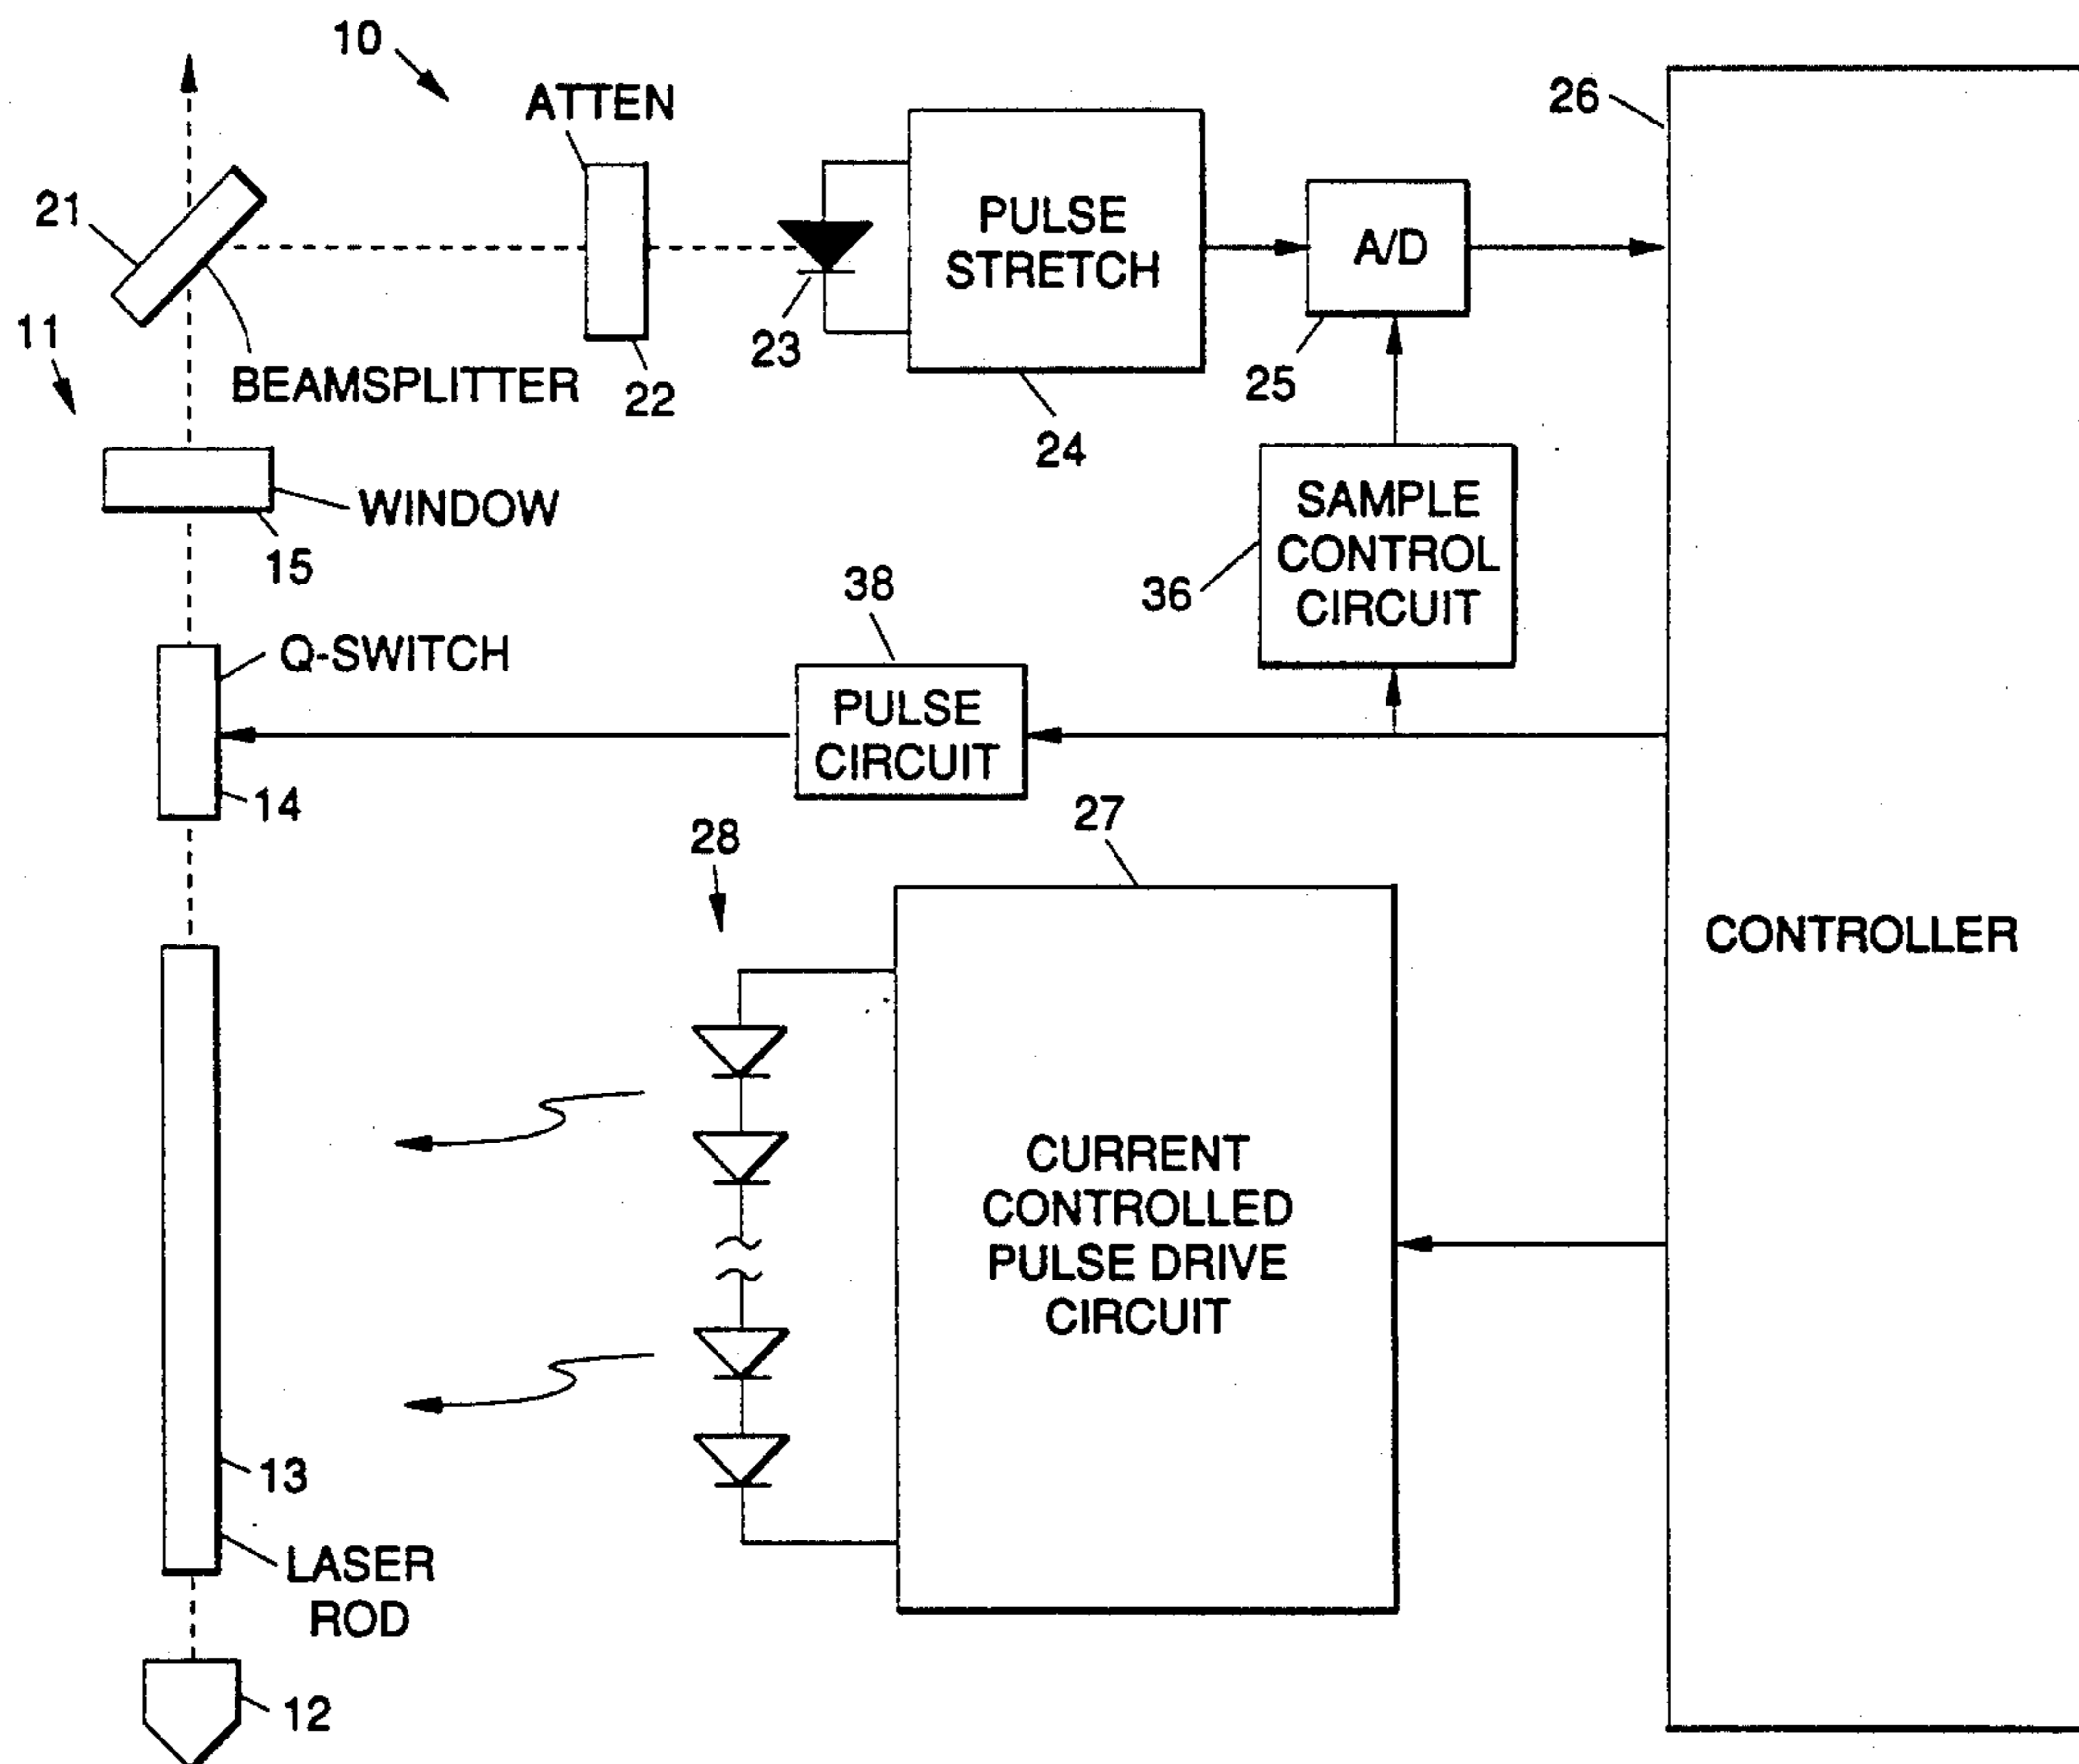 10
ATTEN
26
21
PULSE
STRETCH
A/D
23
11
BEAMSPLITTER
22
25
24
WINDOW
15
SAMPLE
CONTROL
CIRCUIT
36
38
Q-SWITCH
PULSE
CIRCUIT
14
27
28
CONTROLLER
CURRENT
CONTROLLED
PULSE DRIVE
CIRCUIT
13
LASER
ROD
12